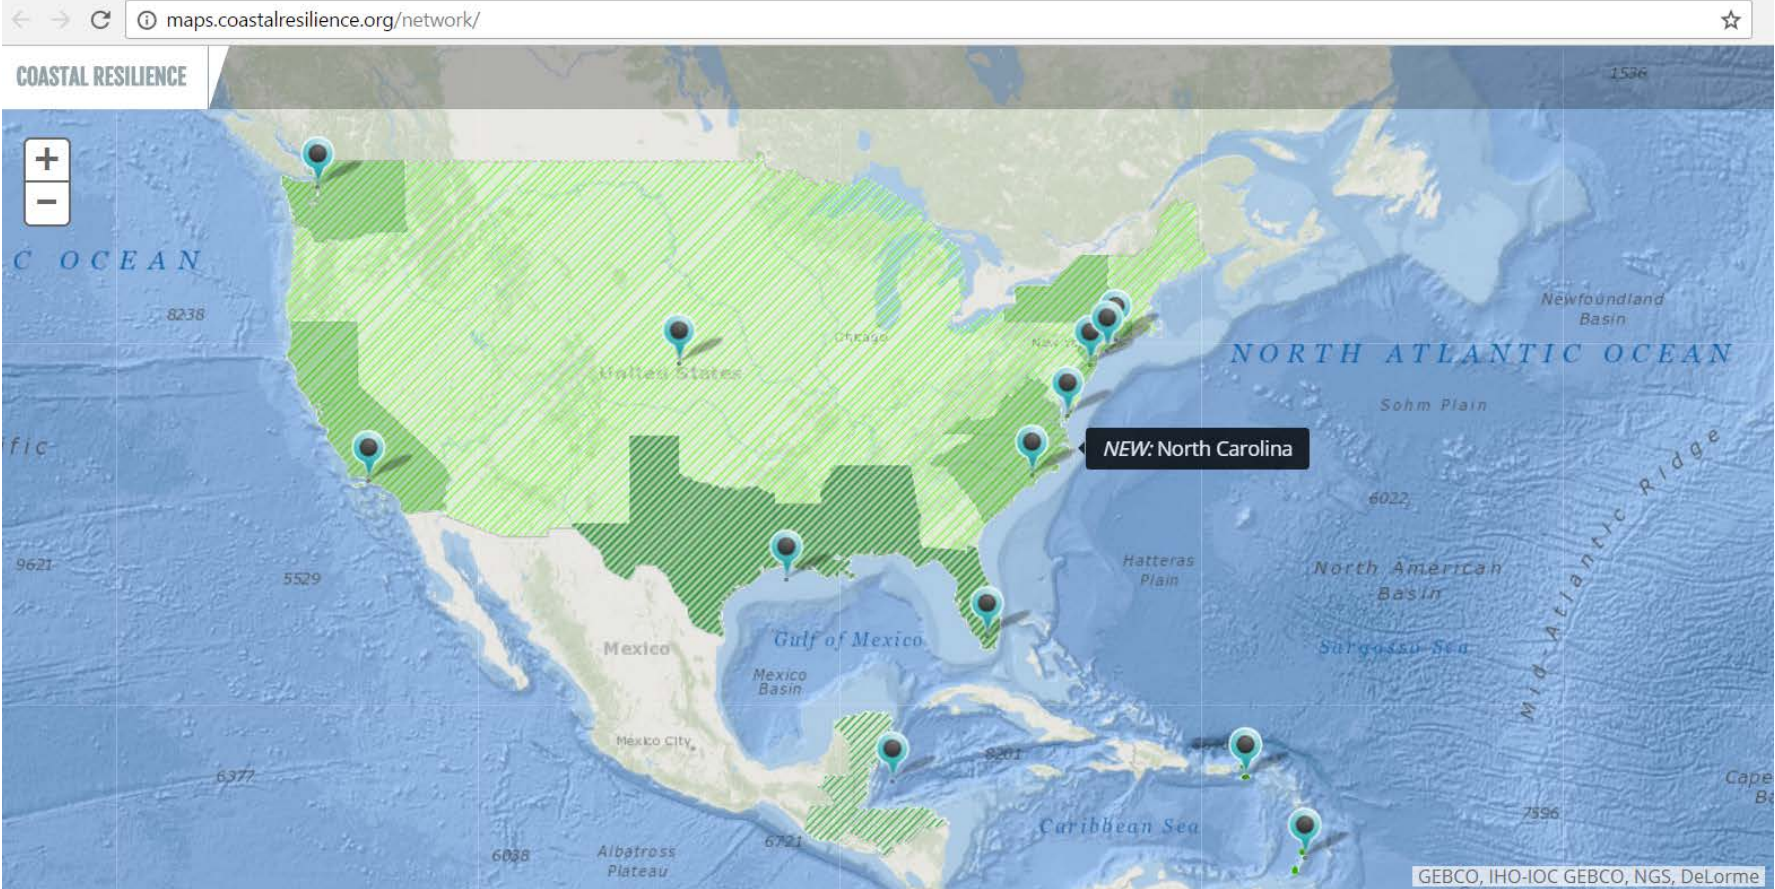 maps.coastalresilience.org/network/
COASTAL RESILIENCE
1536
+
−
C OCEAN
8238
Newfoundland
Basin
Chicago
New Y
NORTH ATLANTIC OCEAN
United States
Sohm Plain
fic
NEW: North Carolina
Mid-Atlantic Ridge
6022
9621
5529
Hatteras
Plain
North American
Basin
Gulf of Mexico
Sargasso Sea
Mexico
Mexico
Basin
Mexico City
8201
6377
Cape
Ba
7596
Caribbean Sea
6721
6038
Albatross
Plateau
GEBCO, IHO-IOC GEBCO, NGS, DeLorme